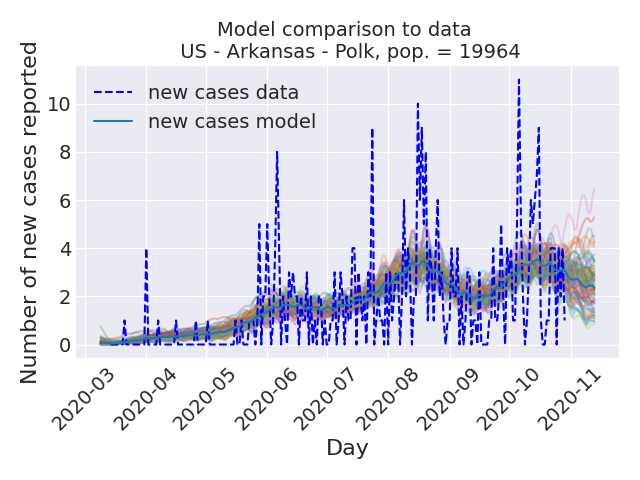 Model comparison to data
US - Arkansas - Polk, pop. = 19964
Number of new cases reported
new cases data
new cases model
10
8
6
4
2
0
2020-03
2020-04
2020-05
2020-06
2020-07
2020-08
2020-09
2020-10
2020-11
Day